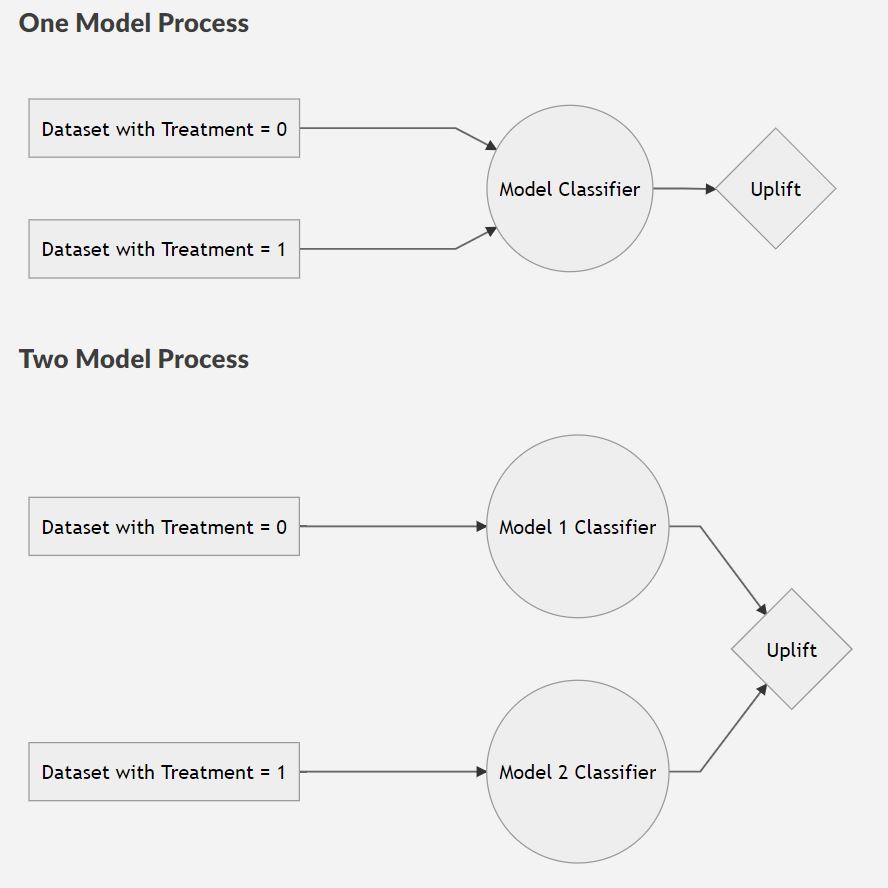 One Model Process
Dataset with Treatment = 0
Model Classifier
Uplift
Dataset with Treatment = 1
Two Model Process
Dataset with Treatment = 0
Model 1 Classifier
Uplift
Dataset with Treatment = 1
Model 2 Classifier